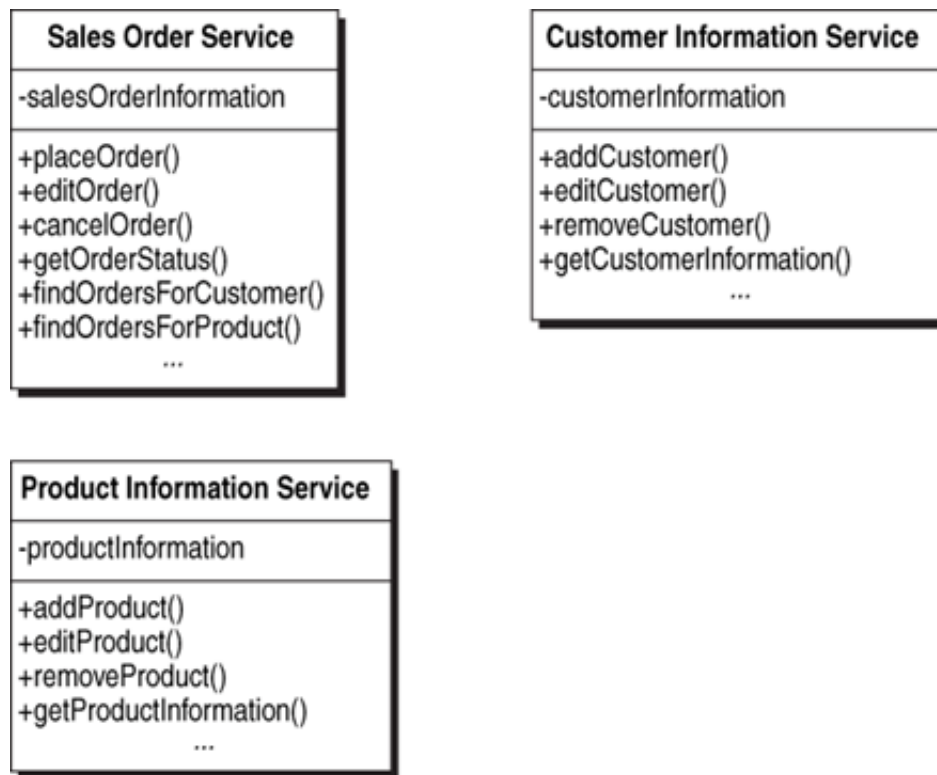 Sales Order Service
-salesOrderInformation
+placeOrder()
+editOrder()
+cancelOrder()
+getOrderStatus()
+findOrdersForCustomer()
+findOrdersForProduct()
...
Customer Information Service
-customerInformation
+addCustomer()
+editCustomer()
+removeCustomer()
+getCustomerInformation()
...
Product Information Service
-productInformation
+addProduct()
+editProduct()
+removeProduct()
+getProductInformation()
...